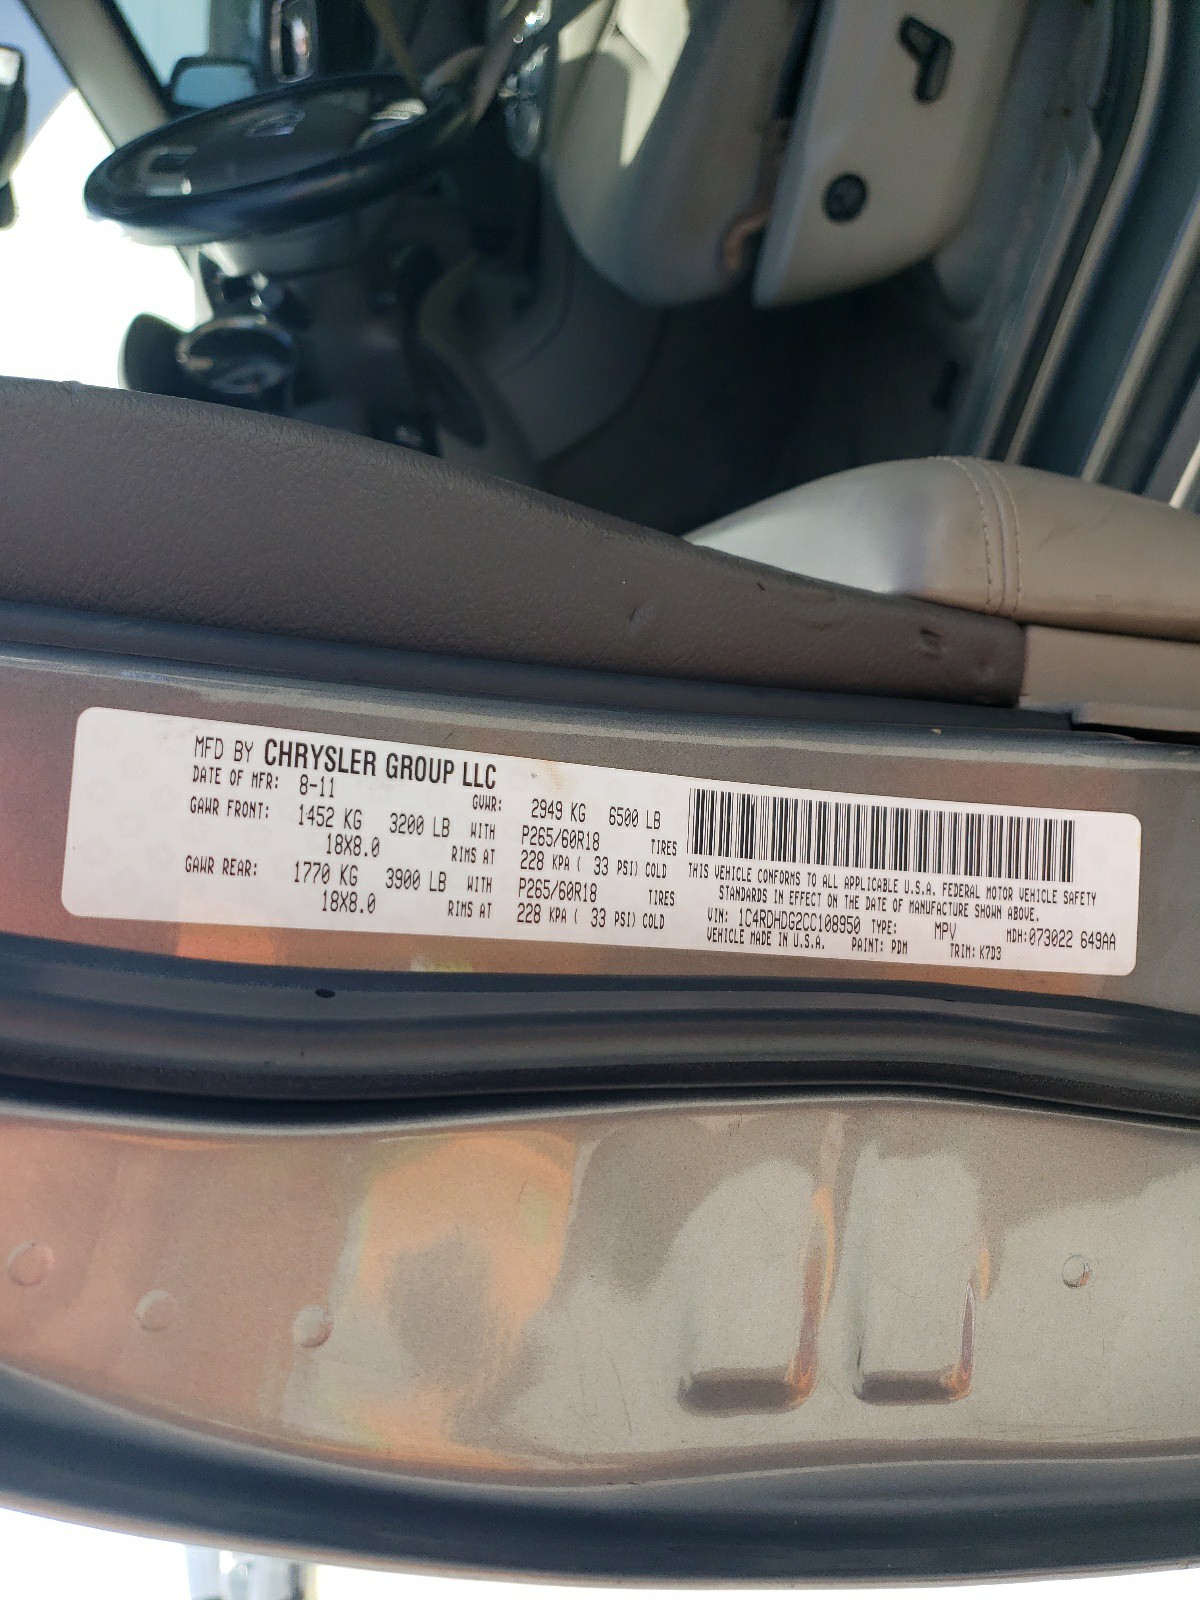 MFD BY CHRYSLER GROUP LLC
DATE OF MFR: 8-11 GVWR: 2949 KG 6500 LB
GAWR FRONT: 1452 KG 3200 LB WITH P265/60R18 TIRES
18X8.0 RIMS AT 228 KPA ( 33 PSI) COLD
GAWR REAR: 1770 KG 3900 LB WITH P265/60R18 TIRES
18X8.0 RIMS AT 228 KPA ( 33 PSI) COLD
THIS VEHICLE CONFORMS TO ALL APPLICABLE U.S.A. FEDERAL MOTOR VEHICLE SAFETY
STANDARDS IN EFFECT ON THE DATE OF MANUFACTURE SHOWN ABOVE.
VIN: 1C4RDHDG2CC108950 TYPE: MPV MDH:073022 649AA
VEHICLE MADE IN U.S.A. PAINT: PDM TRIM: K7D3